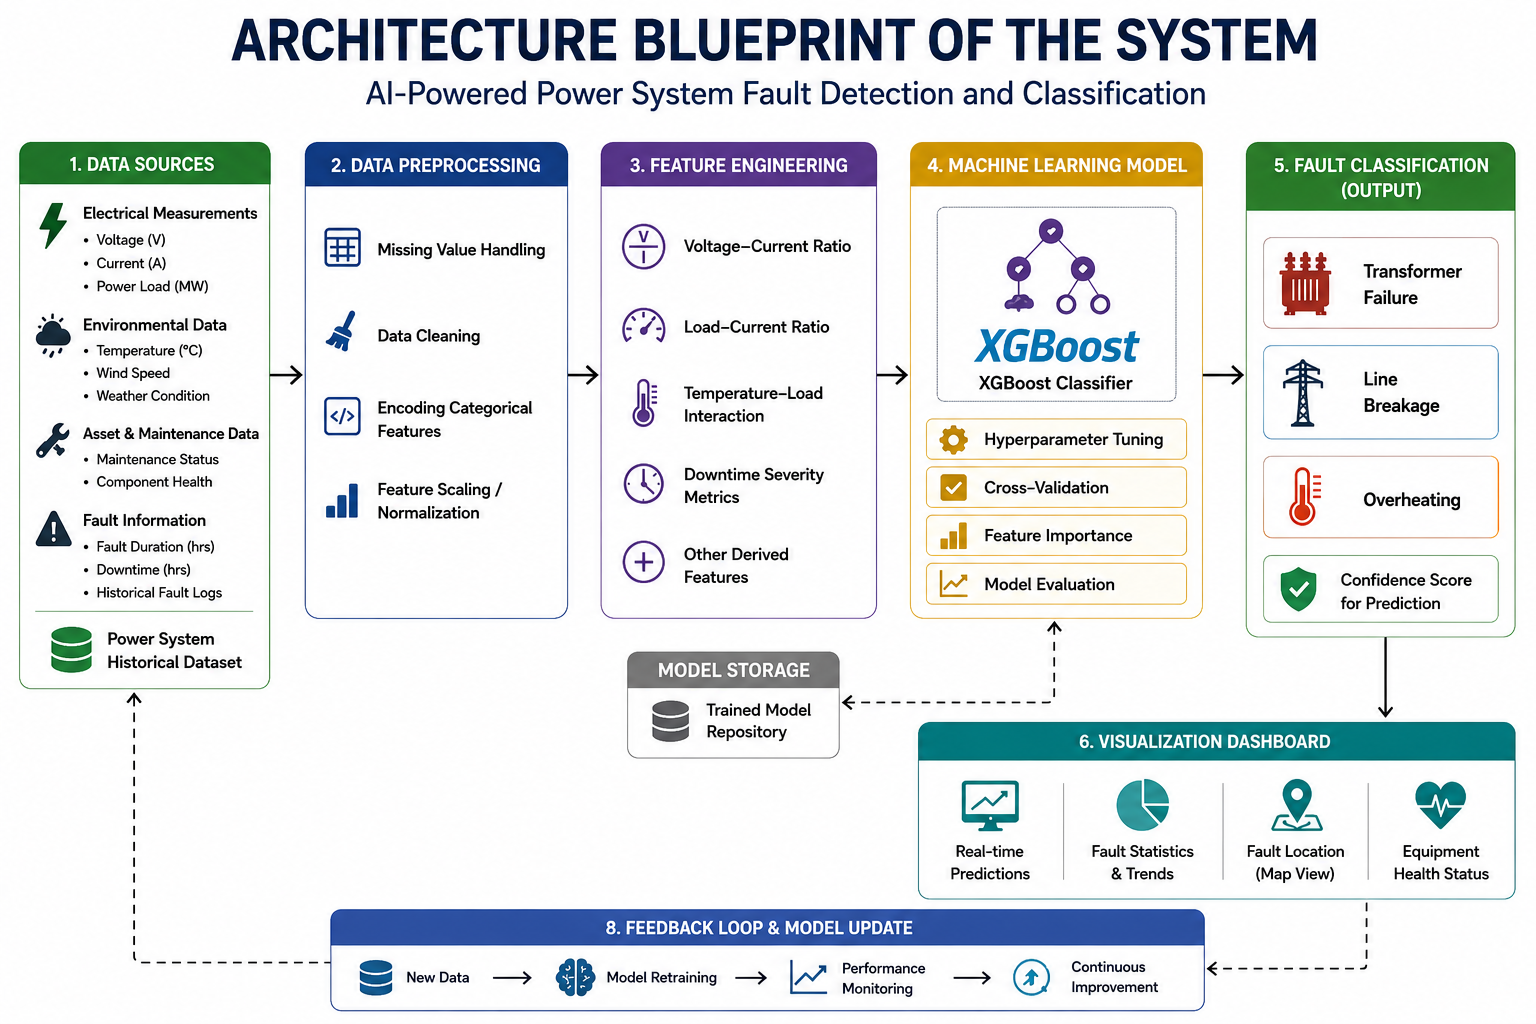 ARCHITECTURE BLUEPRINT OF THE SYSTEM
AI-Powered Power System Fault Detection and Classification
1. DATA SOURCES
Electrical Measurements
• Voltage (V)
• Current (A)
• Power Load (MW)
Environmental Data
• Temperature (°C)
• Wind Speed
• Weather Condition
Asset & Maintenance Data
• Maintenance Status
• Component Health
Fault Information
• Fault Duration (hrs)
• Downtime (hrs)
• Historical Fault Logs
Power System
Historical Dataset
2. DATA PREPROCESSING
Missing Value Handling
Data Cleaning
</>
Encoding Categorical
Features
Feature Scaling /
Normalization
3. FEATURE ENGINEERING
V
I
Voltage–Current Ratio
Load–Current Ratio
Temperature–Load
Interaction
Downtime Severity
Metrics
Other Derived
Features
4. MACHINE LEARNING MODEL
XGBoost
XGBoost Classifier
Hyperparameter Tuning
Cross–Validation
Feature Importance
Model Evaluation
5. FAULT CLASSIFICATION
(OUTPUT)
Transformer
Failure
Line
Breakage
Overheating
Confidence Score
for Prediction
MODEL STORAGE
Trained Model
Repository
6. VISUALIZATION DASHBOARD
Real-time
Predictions
Fault Statistics
& Trends
Fault Location
(Map View)
Equipment
Health Status
8. FEEDBACK LOOP & MODEL UPDATE
New Data
Model Retraining
Performance
Monitoring
Continuous
Improvement